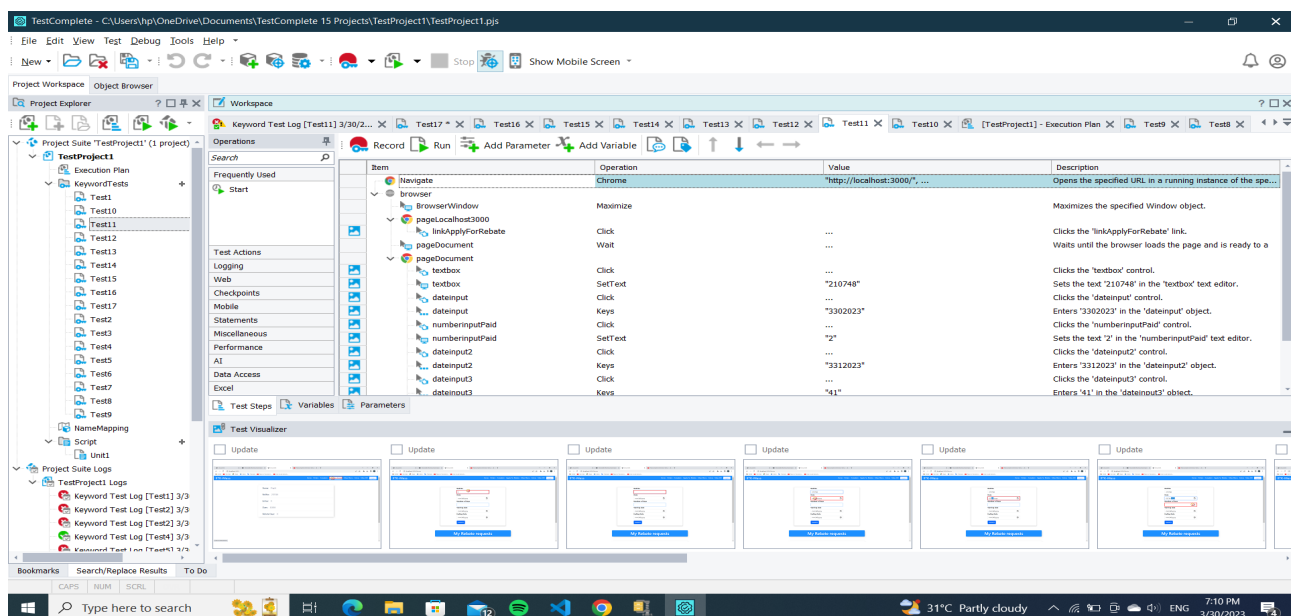 TestComplete - C:\Users\hp\OneDrive\Documents\TestComplete 15 Projects\TestProject1\TestProject1.pjs
File Edit View Test Debug Tools Help
New Stop Show Mobile Screen
Project Workspace Object Browser
Project Explorer
Workspace
Keyword Test Log [Test11] 3/30/2... Test17 * Test16 Test15 Test14 Test13 Test12 Test11 Test10 [TestProject1] - Execution Plan Test9 Test8
Project Suite 'TestProject1' (1 project)
TestProject1
Execution Plan
KeywordTests
Test1
Test10
Test11
Test12
Test13
Test14
Test15
Test16
Test17
Test2
Test3
Test4
Test5
Test6
Test7
Test8
Test9
NameMapping
Script
Unit1
Project Suite Logs
TestProject1 Logs
Keyword Test Log [Test1] 3/3
Keyword Test Log [Test2] 3/3
Keyword Test Log [Test2] 3/3
Keyword Test Log [Test4] 3/3
Keyword Test Log [Test5] 3/3
Operations
Search
Frequently Used
Start
Test Actions
Logging
Web
Checkpoints
Mobile
Statements
Miscellaneous
Performance
AI
Data Access
Excel
Record Run Add Parameter Add Variable
Item Operation Value Description
Navigate Chrome "http://localhost:3000/", ... Opens the specified URL in a running instance of the spe...
browser
BrowserWindow Maximize Maximizes the specified Window object.
pageLocalhost3000
linkApplyForRebate Click ... Clicks the 'linkApplyForRebate' link.
pageDocument Wait ... Waits until the browser loads the page and is ready to a
pageDocument
textbox Click ... Clicks the 'textbox' control.
textbox SetText "210748" Sets the text '210748' in the 'textbox' text editor.
dateinput Click ... Clicks the 'dateinput' control.
dateinput Keys "3302023" Enters '3302023' in the 'dateinput' object.
numberinputPaid Click ... Clicks the 'numberinputPaid' control.
numberinputPaid SetText "2" Sets the text '2' in the 'numberinputPaid' text editor.
dateinput2 Click ... Clicks the 'dateinput2' control.
dateinput2 Keys "3312023" Enters '3312023' in the 'dateinput2' object.
dateinput3 Click ... Clicks the 'dateinput3' control.
dateinput3 Keys "41" Enters '41' in the 'dateinput3' object.
Test Steps Variables Parameters
Test Visualizer
Update Update Update Update Update Update
My Rebate requests My Rebate requests My Rebate requests My Rebate requests My Rebate requests
Bookmarks Search/Replace Results To Do
CAPS NUM SCRL
Type here to search
12
31°C Partly cloudy ENG
7:10 PM
3/30/2023
4